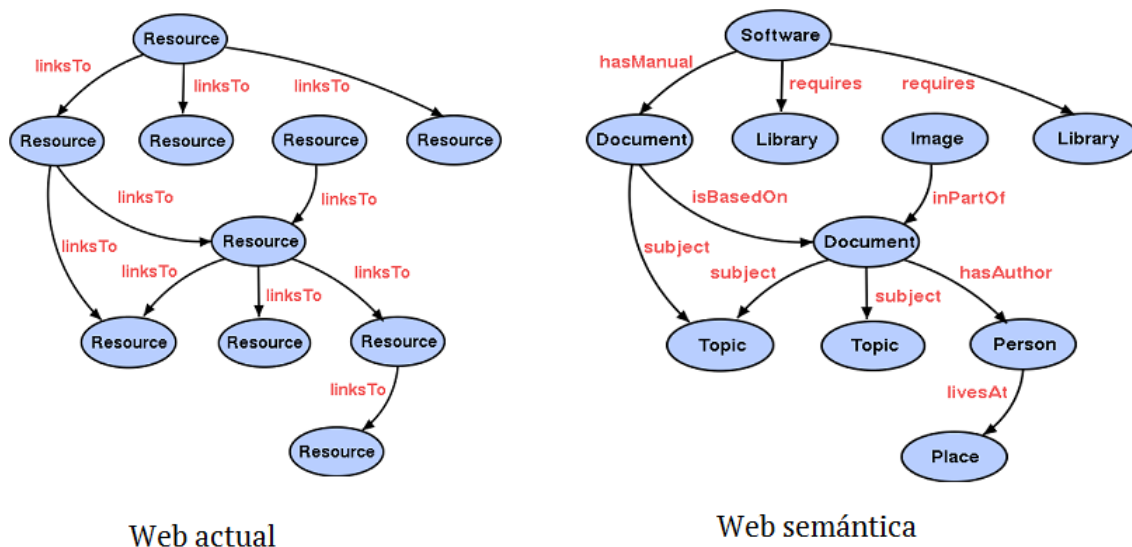 Resource
linksTo
linksTo
linksTo
Resource
Resource
Resource
Resource
linksTo
linksTo
linksTo
Resource
linksTo
linksTo
linksTo
Resource
Resource
Resource
linksTo
Resource
Web actual
Software
hasManual
requires
requires
Document
Library
Image
Library
isBasedOn
inPartOf
subject
Document
subject
subject
hasAuthor
Topic
Topic
Person
livesAt
Place
Web semántica